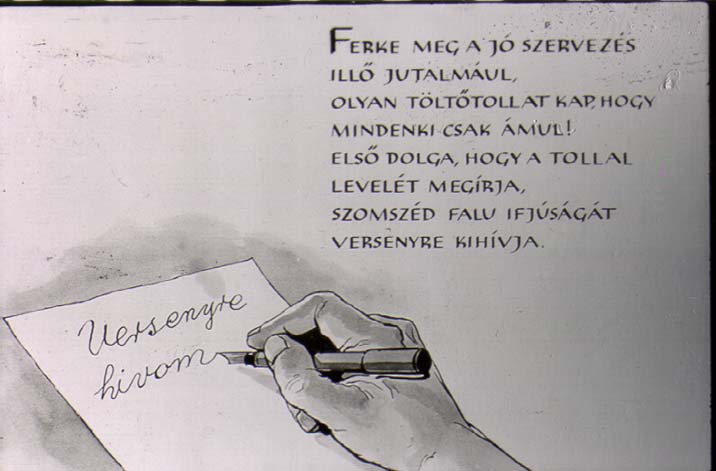 FERKE MEG A JÓ SZERVEZÉS
ILLŐ JUTALMÁUL,
OLYAN TÖLTŐTOLLAT KAP, HOGY
MINDENKI CSAK ÁMUL!
ELSŐ DOLGA, HOGY A TOLLAL
LEVELÉT MEGÍRJA,
SZOMSZÉD FALU IFJÚSÁGÁT
VERSENYRE KIHÍVJA.
Versenyre
hivom